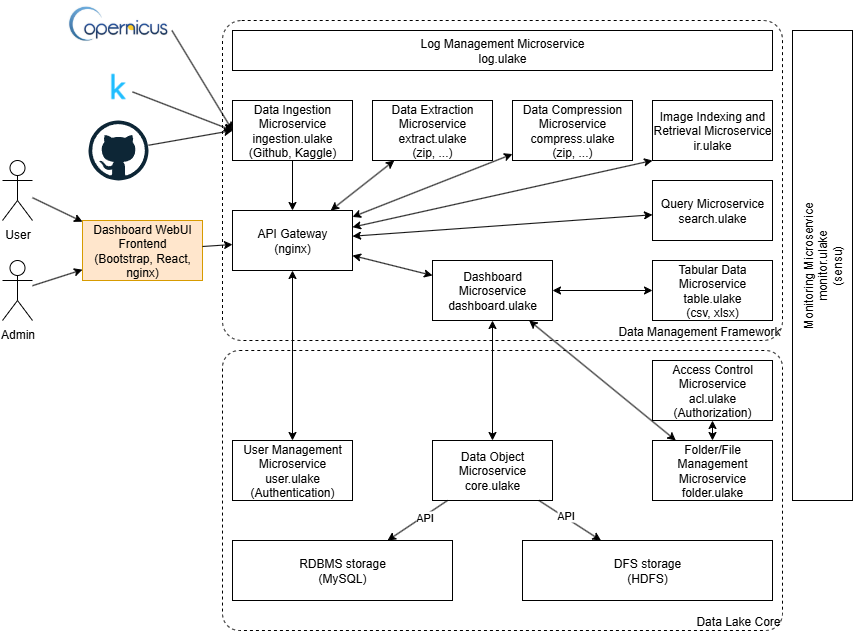 opernicus
k
Log Management Microservice
log.ulake
Data Ingestion
Microservice
ingestion.ulake
(Github, Kaggle)
Data Extraction
Microservice
extract.ulake
(zip, ...)
Data Compression
Microservice
compress.ulake
(zip, ...)
Image Indexing and
Retrieval Microservice
ir.ulake
Query Microservice
search.ulake
User
Dashboard WebUI
Frontend
(Bootstrap, React,
nginx)
API Gateway
(nginx)
Dashboard
Microservice
dashboard.ulake
Tabular Data
Microservice
table.ulake
(csv, xlsx)
Admin
Data Management Framework
Monitoring Microservice
monitor.ulake
(sensu)
Access Control
Microservice
acl.ulake
(Authorization)
User Management
Microservice
user.ulake
(Authentication)
Data Object
Microservice
core.ulake
Folder/File
Management
Microservice
folder.ulake
API
API
RDBMS storage
(MySQL)
DFS storage
(HDFS)
Data Lake Core